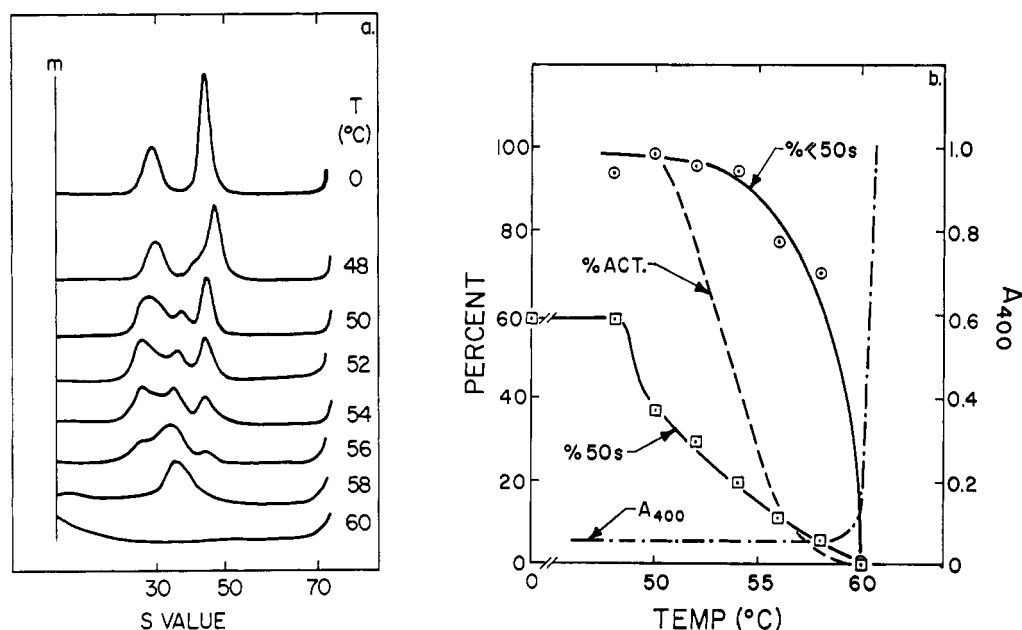 a.
m
T
(°C)
0
48
50
52
54
56
58
60
30 50 70
S VALUE
b.
100
80
60
40
20
0
PERCENT
%≤50s
% ACT.
% 50s
A400
0 50 55 60
TEMP (°C)
1.0
0.8
0.6
0.4
0.2
0
A400